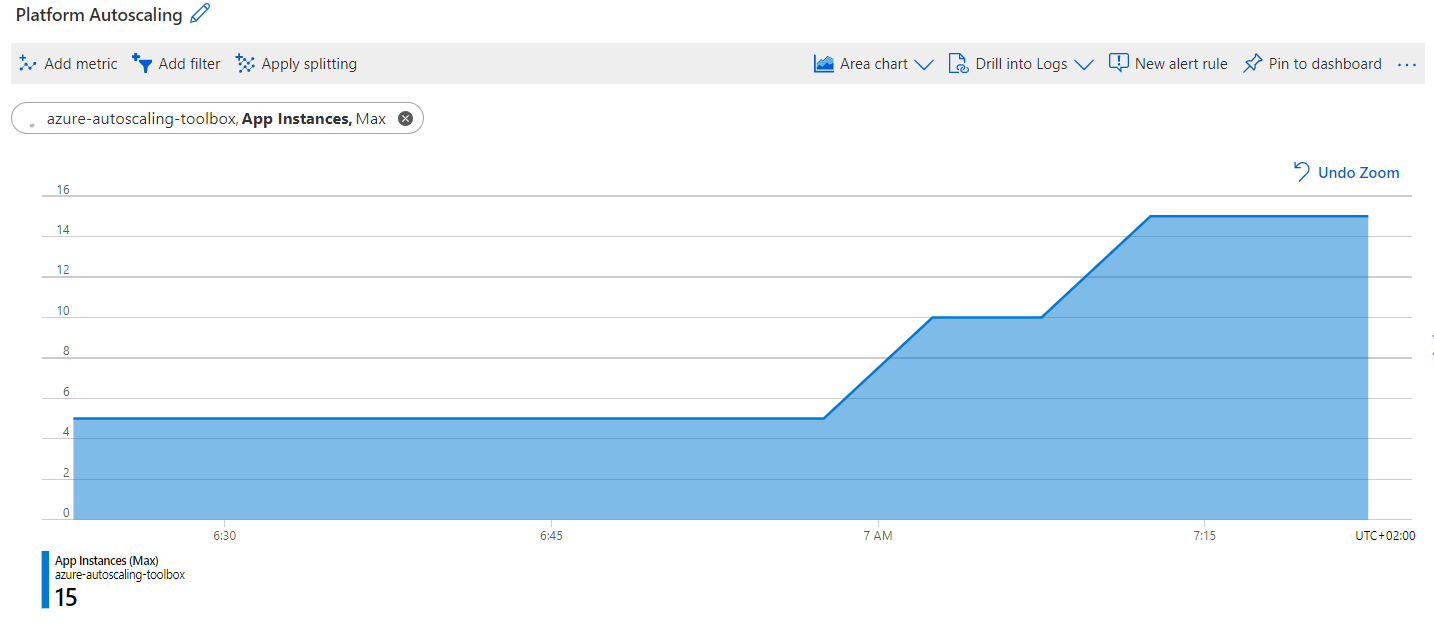 Platform Autoscaling
Add metric Add filter Apply splitting Area chart Drill into Logs New alert rule Pin to dashboard ...
azure-autoscaling-toolbox, App Instances, Max
Undo Zoom
16
14
12
10
8
6
4
2
0
6:30 6:45 7 AM 7:15 UTC+02:00
App Instances (Max)
azure-autoscaling-toolbox
15